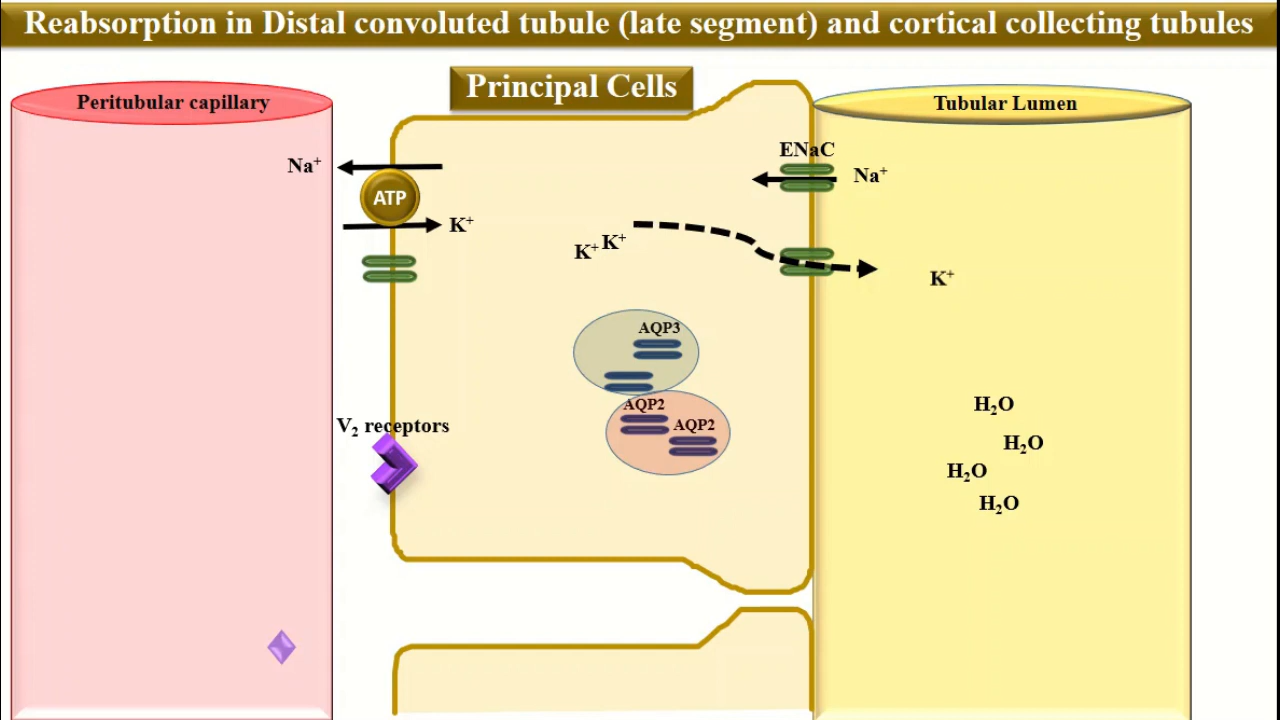 Reabsorption in Distal convoluted tubule (late segment) and cortical collecting tubules
Principal Cells
Peritubular capillary
Tubular Lumen
ENaC
Na⁺
Na⁺
ATP
K⁺
K⁺
K⁺
K⁺
AQP3
AQP2
AQP2
V₂ receptors
H₂O
H₂O
H₂O
H₂O